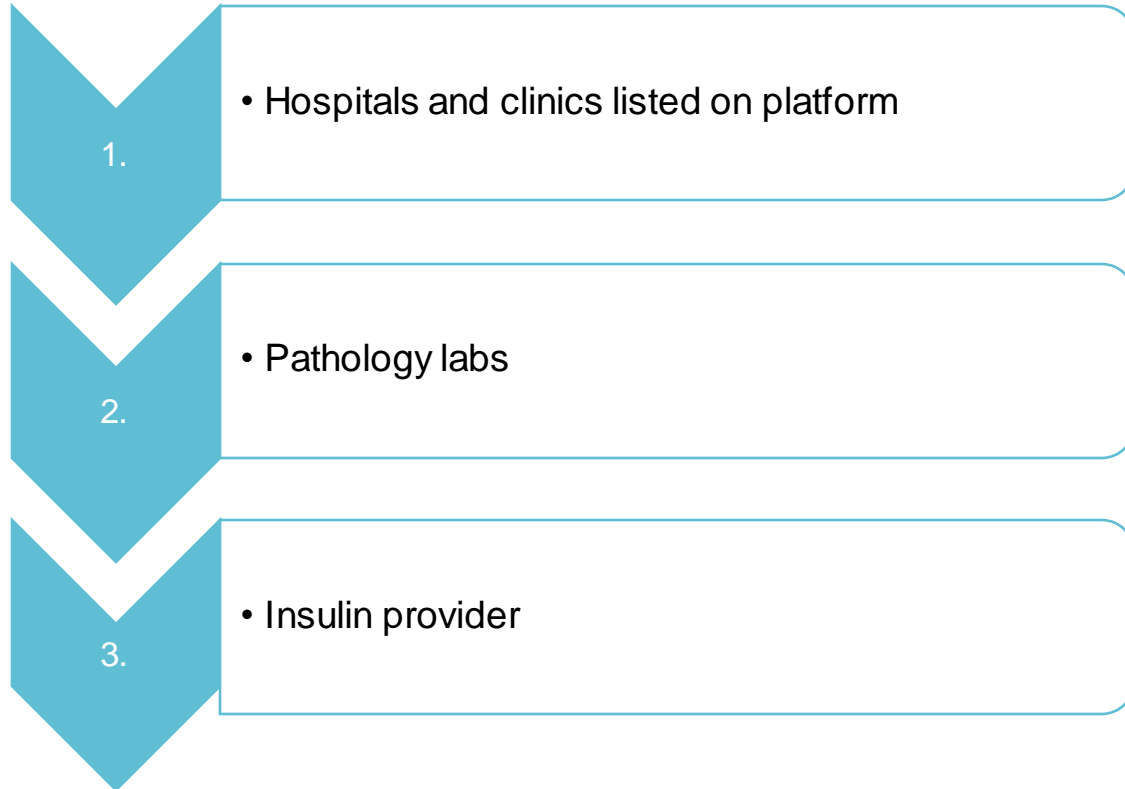 1.
• Hospitals and clinics listed on platform
2.
• Pathology labs
3.
• Insulin provider